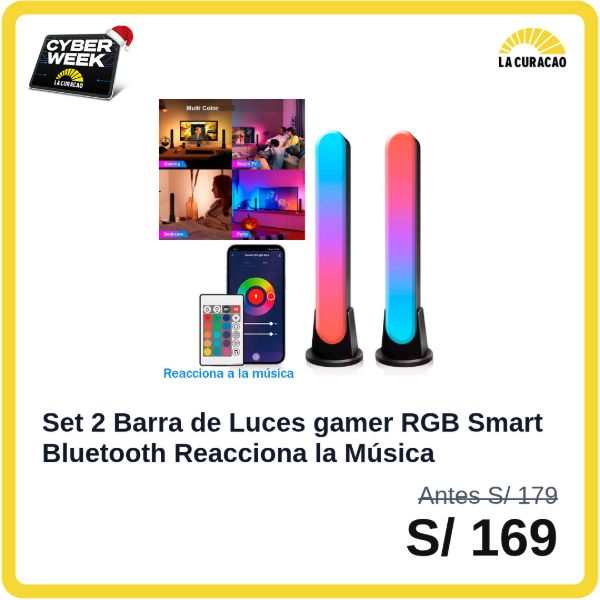 CYBER
WEEK
LA CURACAO
LA CURACAO
Multi Color
Gaming
Watch TV
Bedroom
Party
Reacciona a la música
Set 2 Barra de Luces gamer RGB Smart
Bluetooth Reacciona la Música
Antes S/ 179
S/ 169